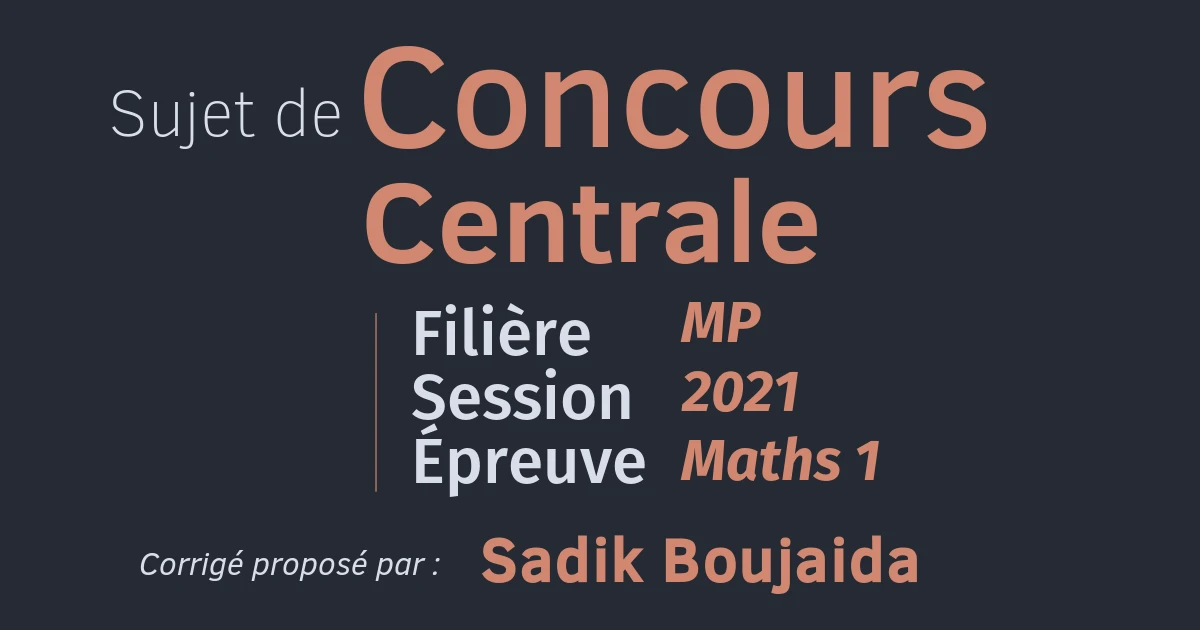 Sujet de Concours
Centrale
Filière MP
Session 2021
Épreuve Maths 1
Corrigé proposé par : Sadik Boujaida